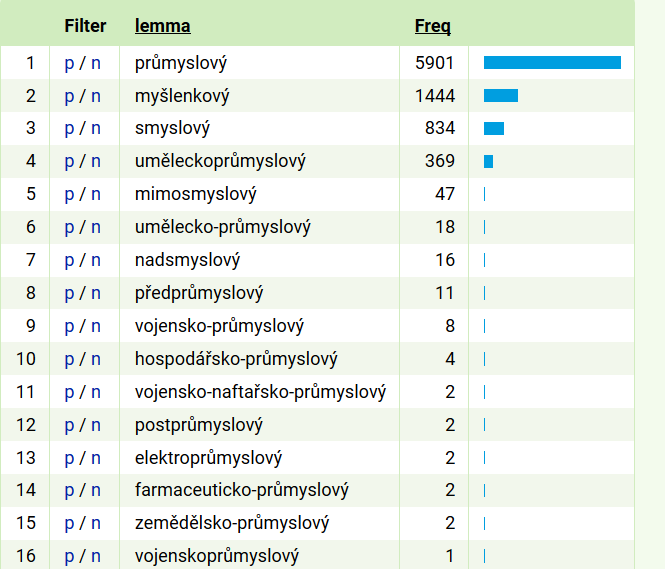 Filter lemma Freq
1 p / n průmyslový 5901
2 p / n myšlenkový 1444
3 p / n smyslový 834
4 p / n uměleckoprůmyslový 369
5 p / n mimosmyslový 47
6 p / n umělecko-průmyslový 18
7 p / n nadsmyslový 16
8 p / n předprůmyslový 11
9 p / n vojensko-průmyslový 8
10 p / n hospodářsko-průmyslový 4
11 p / n vojensko-naftařsko-průmyslový 2
12 p / n postprůmyslový 2
13 p / n elektroprůmyslový 2
14 p / n farmaceuticko-průmyslový 2
15 p / n zemědělsko-průmyslový 2
16 p / n vojenskoprůmyslový 1